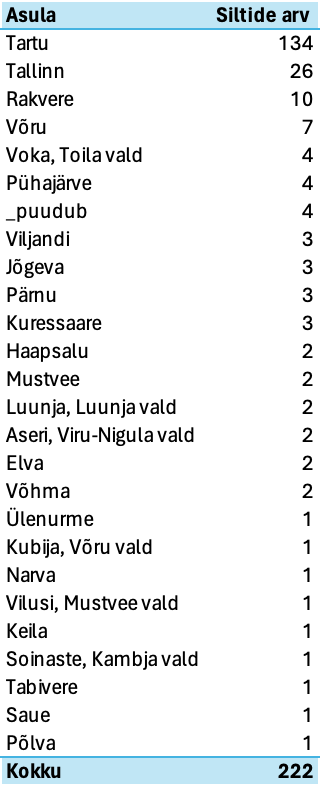 Asula Siltide arv
Tartu 134
Tallinn 26
Rakvere 10
Võru 7
Voka, Toila vald 4
Pühajärve 4
_puudub 4
Viljandi 3
Jõgeva 3
Pärnu 3
Kuressaare 3
Haapsalu 2
Mustvee 2
Luunja, Luunja vald 2
Aseri, Viru-Nigula vald 2
Elva 2
Võhma 2
Ülenurme 1
Kubija, Võru vald 1
Narva 1
Vilusi, Mustvee vald 1
Keila 1
Soinaste, Kambja vald 1
Tabivere 1
Saue 1
Põlva 1
Kokku 222